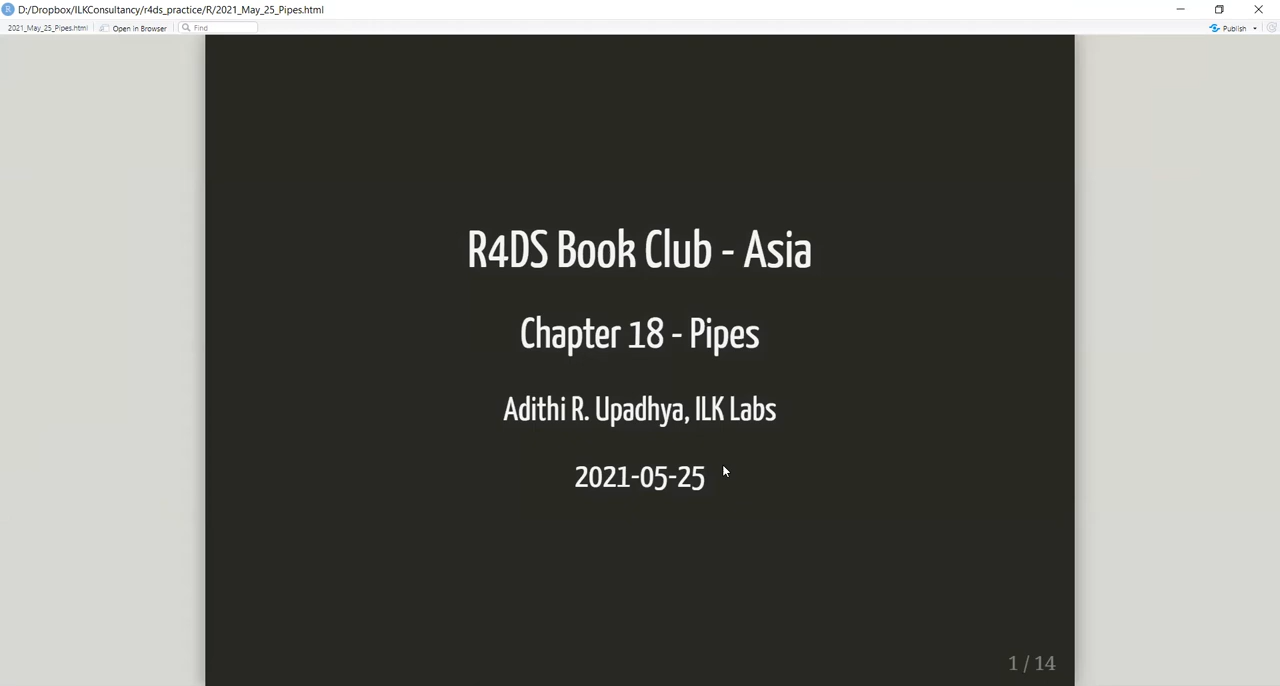 D:/Dropbox/ILKConsultancy/r4ds_practice/R/2021_May_25_Pipes.html
2021_May_25_Pipes.html Open in Browser Find Publish
R4DS Book Club - Asia
Chapter 18 - Pipes
Adithi R. Upadhya, ILK Labs
2021-05-25
1 / 14